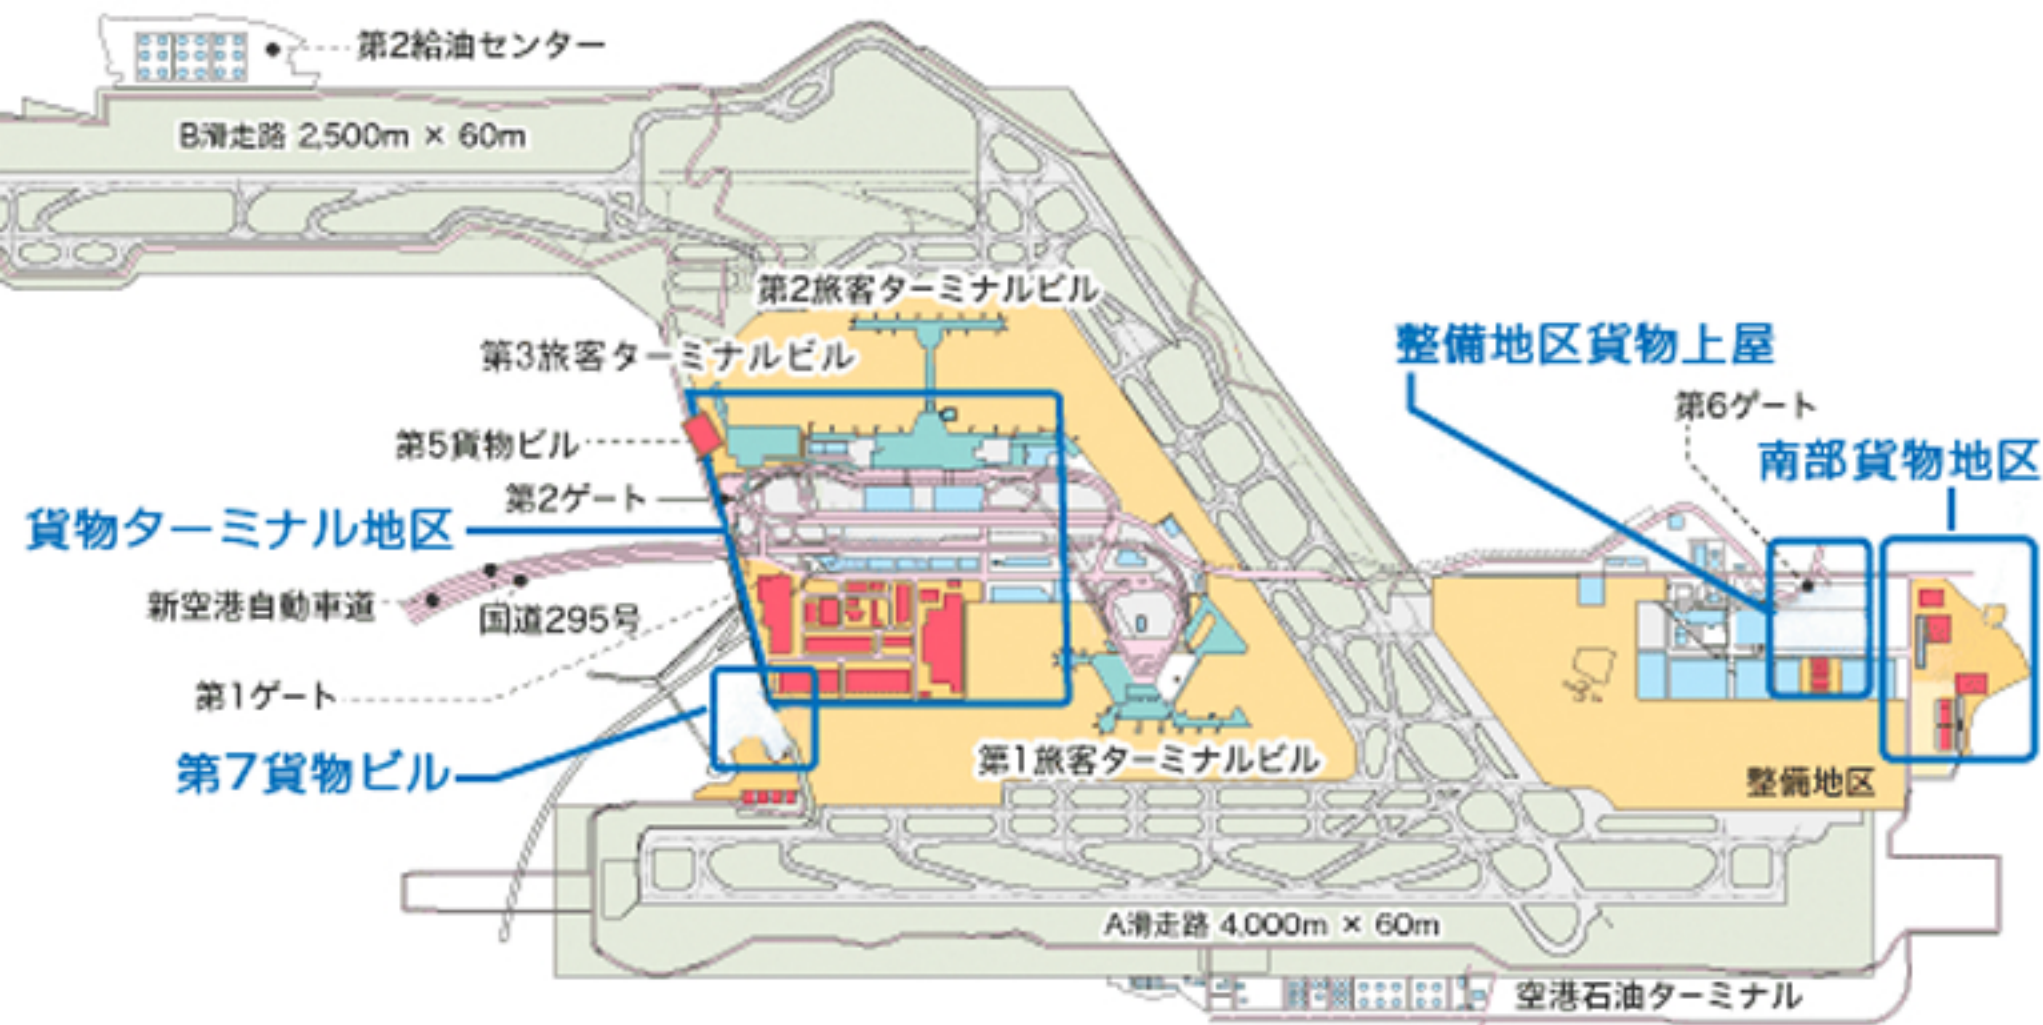 第2給油センター
B滑走路 2,500m × 60m
第2旅客ターミナルビル
第3旅客ターミナルビル
整備地区貨物上屋
第6ゲート
第5貨物ビル
南部貨物地区
第2ゲート
貨物ターミナル地区
新空港自動車道
国道295号
第1ゲート
第7貨物ビル
第1旅客ターミナルビル
整備地区
A滑走路 4,000m × 60m
空港石油ターミナル